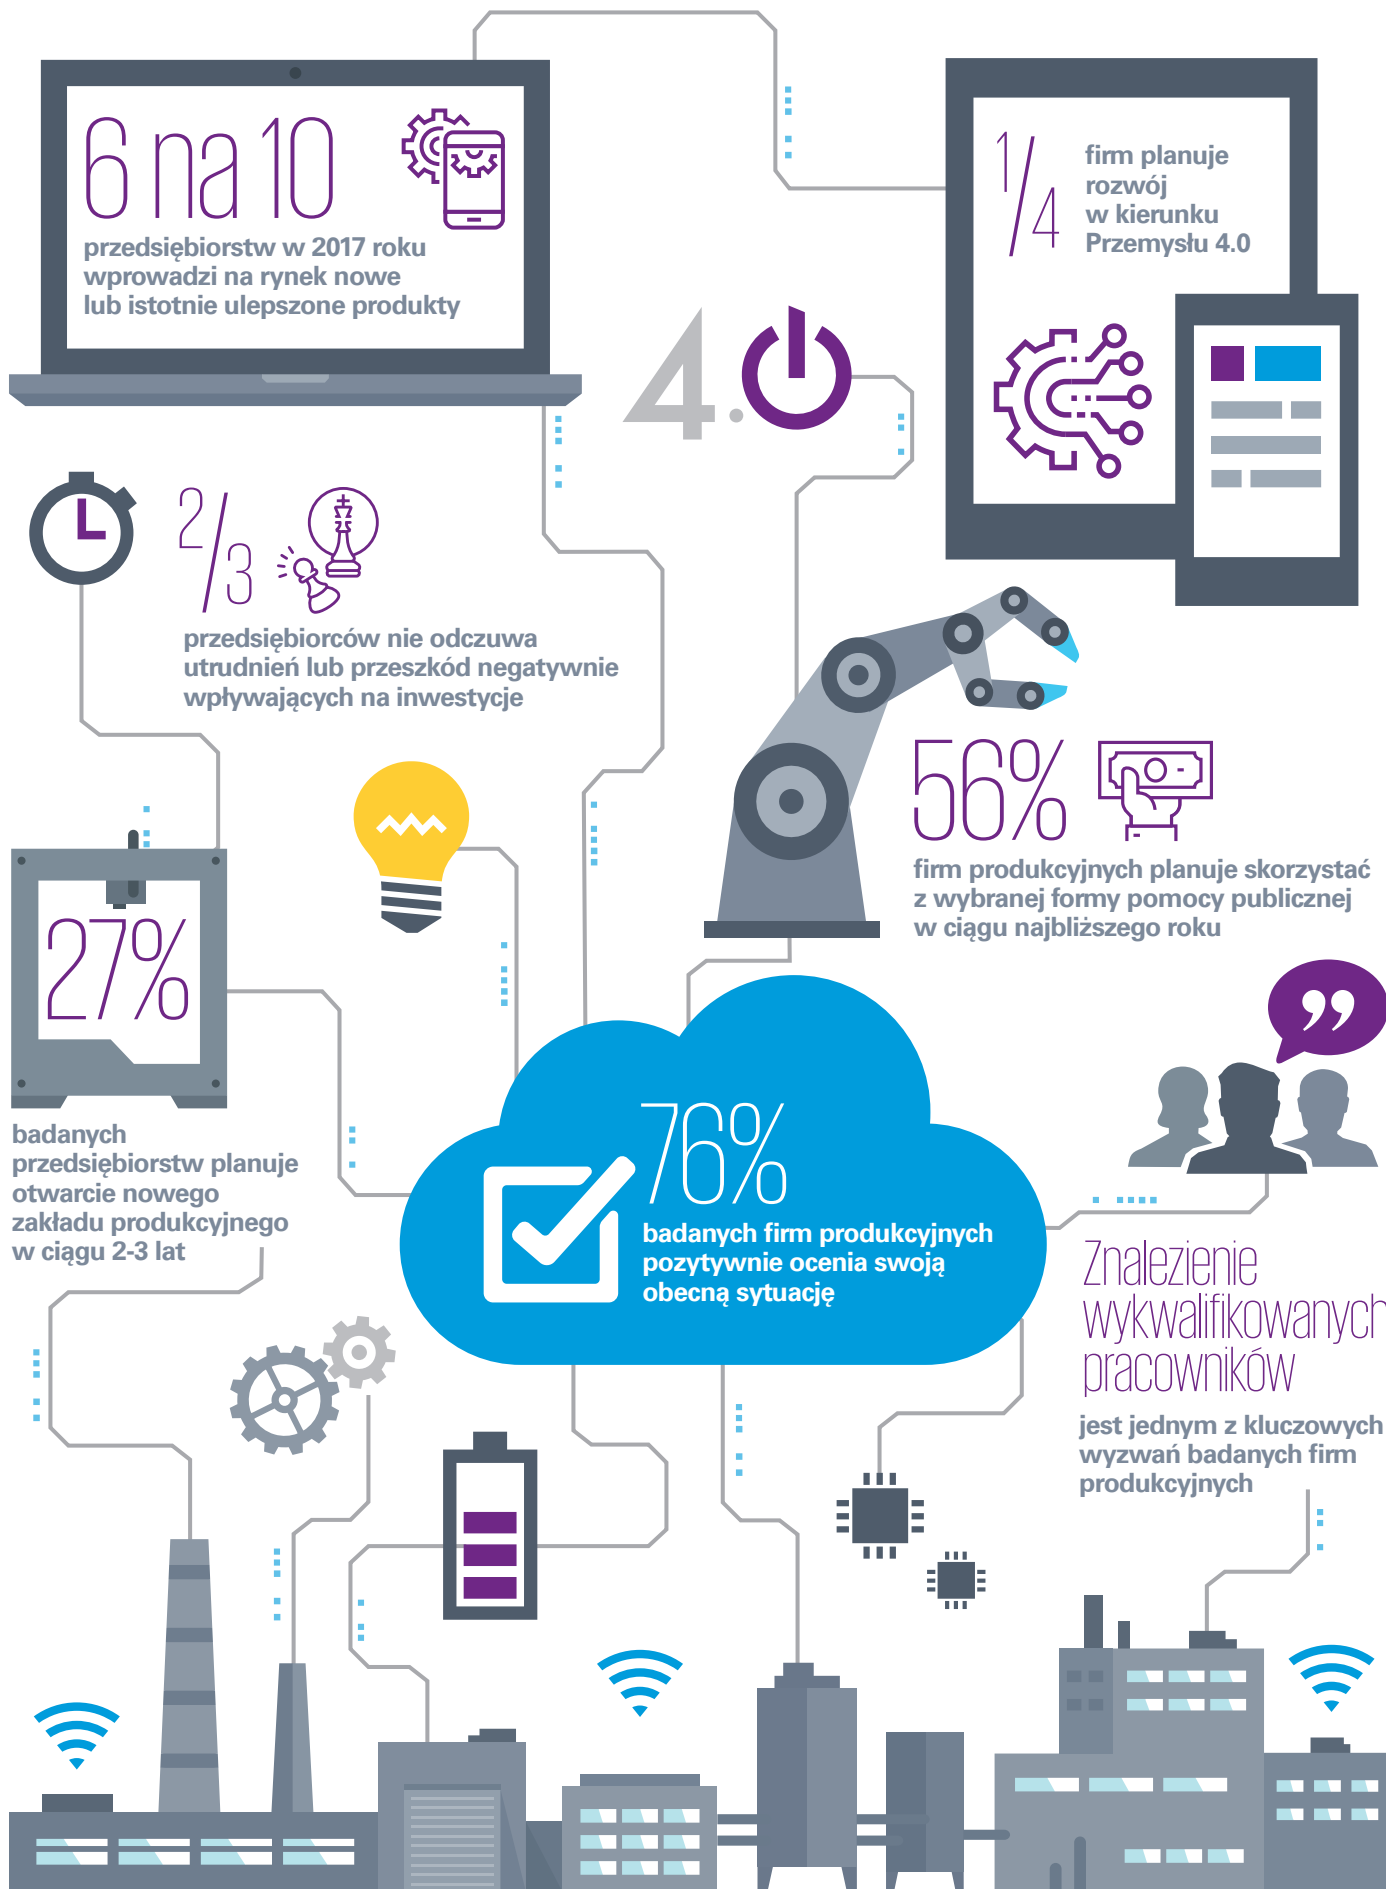 6 na 10
przedsiębiorstw w 2017 roku
wprowadzi na rynek nowe
lub istotnie ulepszone produkty
1/4
firm planuje
rozwój
w kierunku
Przemysłu 4.0
4.0
2/3
przedsiębiorców nie odczuwa
utrudnień lub przeszkód negatywnie
wpływających na inwestycje
56%
firm produkcyjnych planuje skorzystać
z wybranej formy pomocy publicznej
w ciągu najbliższego roku
27%
badanych
przedsiębiorstw planuje
otwarcie nowego
zakładu produkcyjnego
w ciągu 2-3 lat
76%
badanych firm produkcyjnych
pozytywnie ocenia swoją
obecną sytuację
Znalezienie
wykwalifikowanych
pracowników
jest jednym z kluczowych
wyzwań badanych firm
produkcyjnych